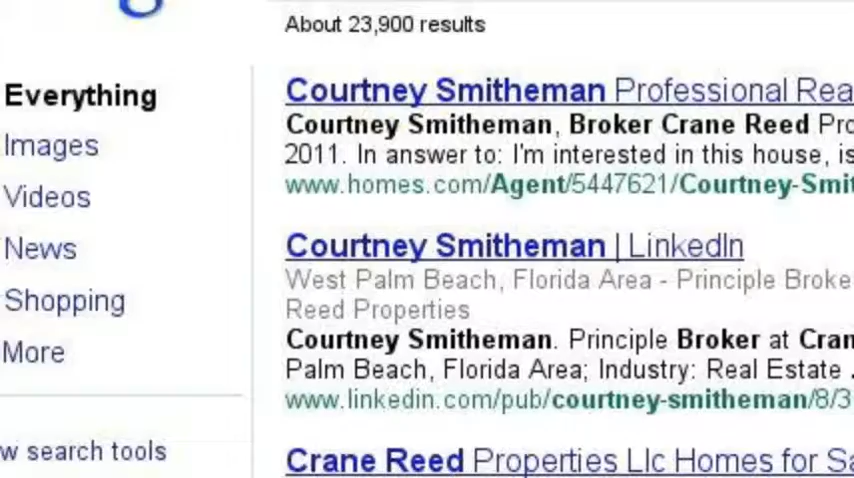 About 23,900 results
Everything
Images
Videos
News
Shopping
More
search tools
Courtney Smitheman Professional Rea
Courtney Smitheman, Broker Crane Reed Pro
2011. In answer to: I'm interested in this house, is
www.homes.com/Agent/5447621/Courtney-Smit
Courtney Smitheman | LinkedIn
West Palm Beach, Florida Area - Principle Broke
Reed Properties
Courtney Smitheman. Principle Broker at Cran
Palm Beach, Florida Area; Industry: Real Estate .
www.linkedin.com/pub/courtney-smitheman/8/3
Crane Reed Properties Llc Homes for Sa